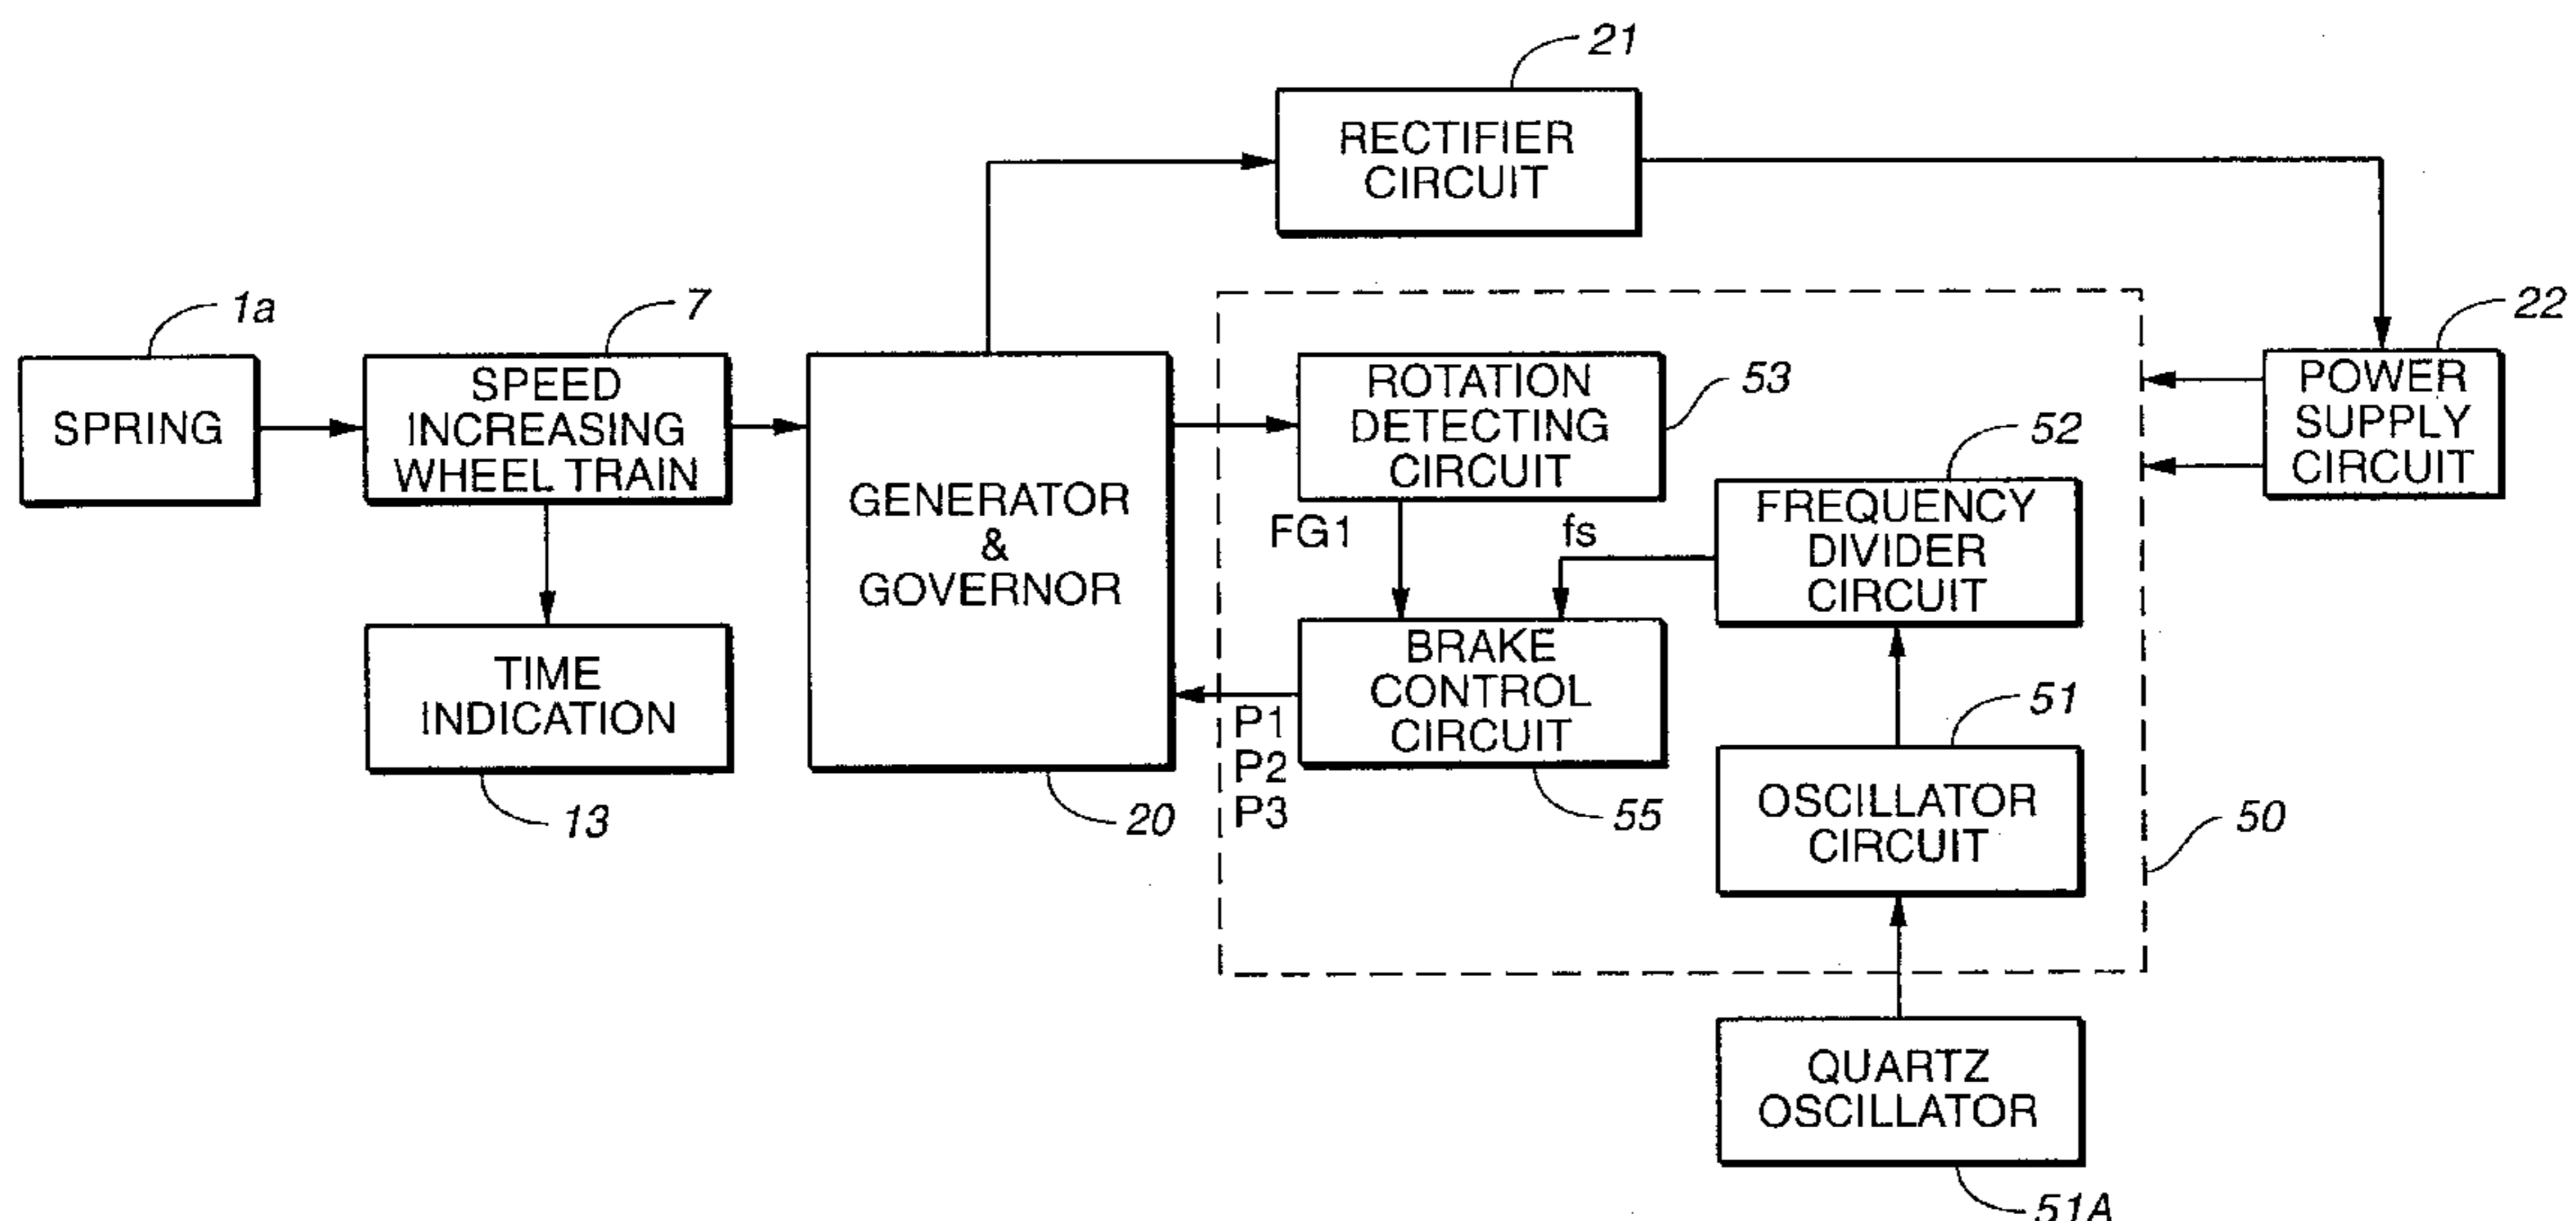 21
RECTIFIER
CIRCUIT
1a
SPRING
7
SPEED
INCREASING
WHEEL TRAIN
TIME
INDICATION
13
GENERATOR
&
GOVERNOR
20
ROTATION
DETECTING
CIRCUIT
53
FG1
fs
BRAKE
CONTROL
CIRCUIT
55
P1
P2
P3
52
FREQUENCY
DIVIDER
CIRCUIT
51
OSCILLATOR
CIRCUIT
50
22
POWER
SUPPLY
CIRCUIT
QUARTZ
OSCILLATOR
51A